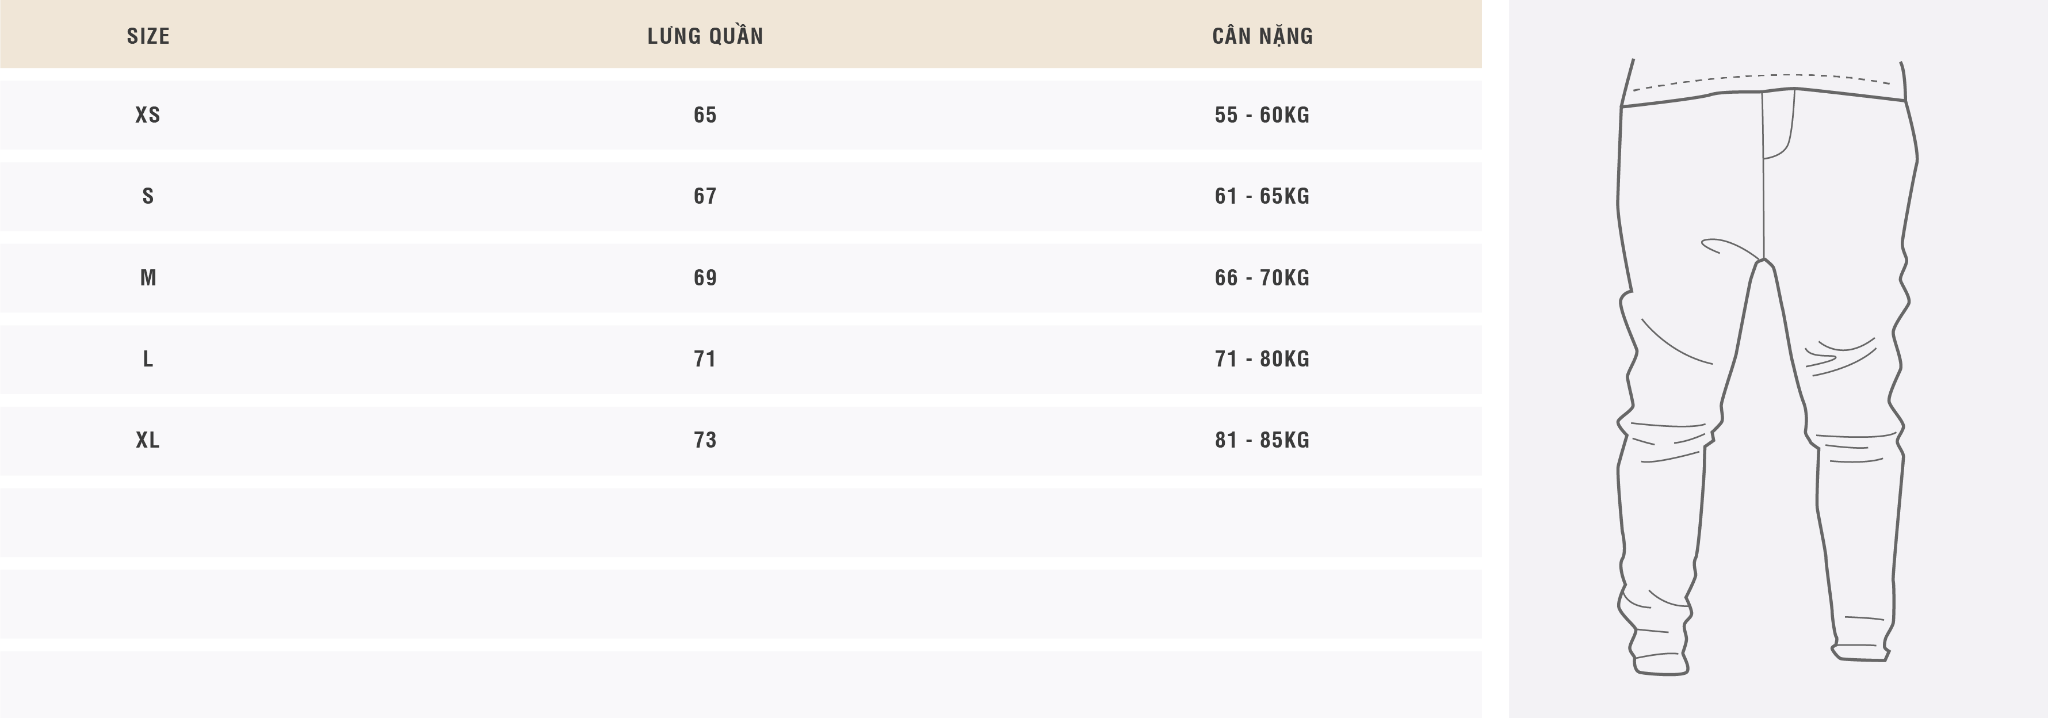 SIZE LƯNG QUẦN CÂN NẶNG
XS 65 55 - 60KG
S 67 61 - 65KG
M 69 66 - 70KG
L 71 71 - 80KG
XL 73 81 - 85KG